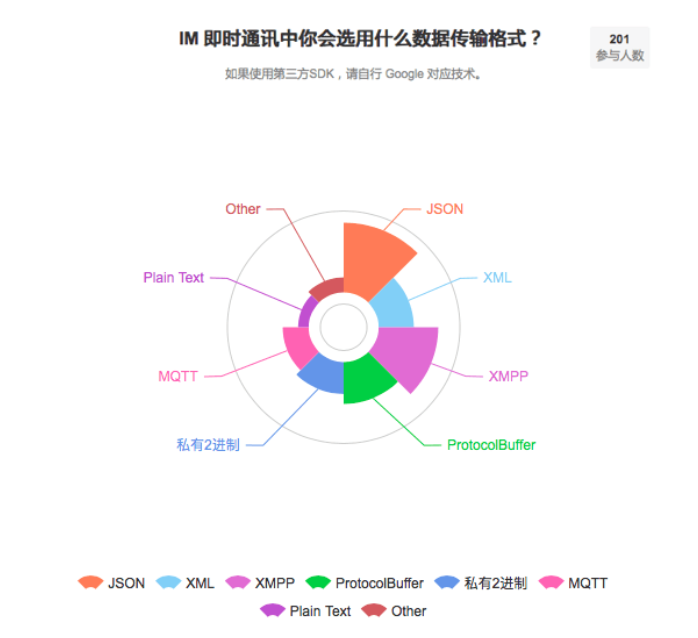 IM 即时通讯中你会选用什么数据传输格式？
201
参与人数
如果使用第三方SDK，请自行 Google 对应技术。
Other
JSON
Plain Text
XML
MQTT
XMPP
私有2进制
ProtocolBuffer
JSON XML XMPP ProtocolBuffer 私有2进制 MQTT
Plain Text Other